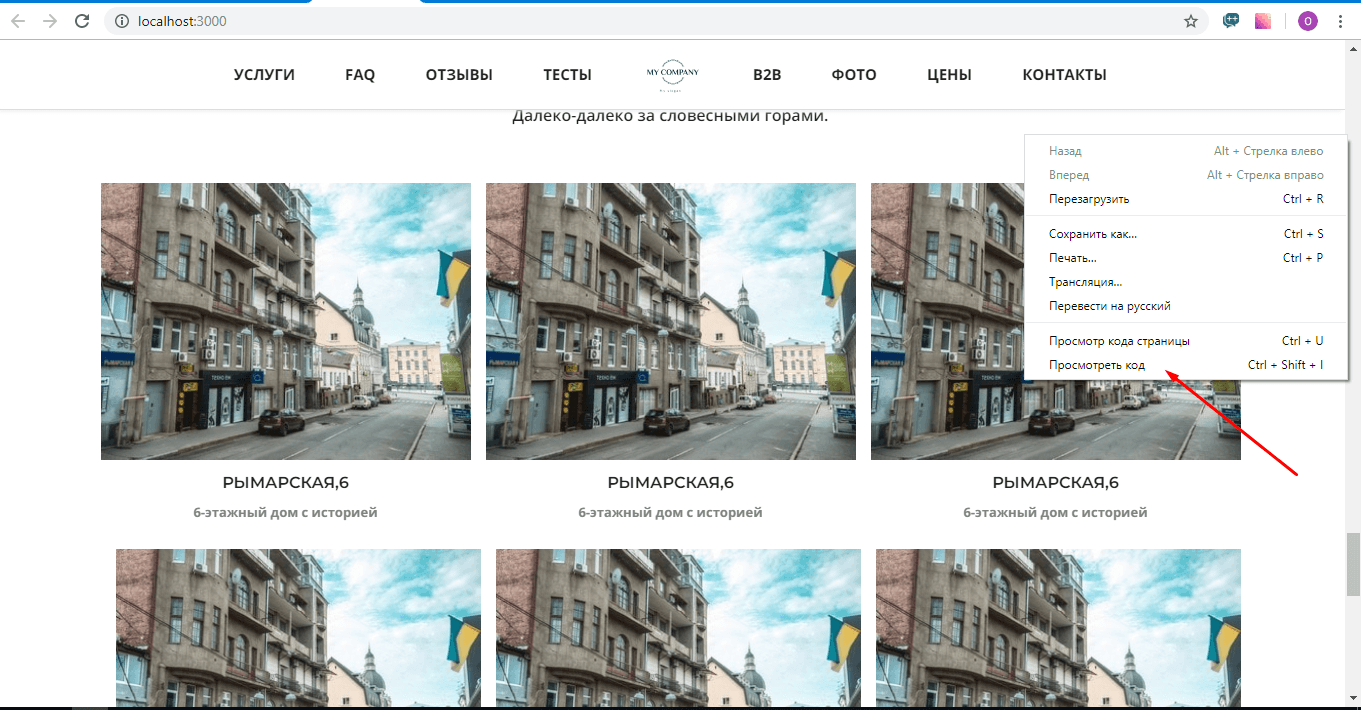 localhost:3000
O
УСЛУГИ FAQ ОТЗЫВЫ ТЕСТЫ MY COMPANY B2B ФОТО ЦЕНЫ КОНТАКТЫ
Далеко-далеко за словесными горами.
Назад Alt + Стрелка влево
Вперед Alt + Стрелка вправо
Перезагрузить Ctrl + R
Сохранить как... Ctrl + S
Печать... Ctrl + P
Трансляция...
Перевести на русский
Просмотр кода страницы Ctrl + U
Просмотреть код Ctrl + Shift + I
РЫМАРСКАЯ,6 РЫМАРСКАЯ,6 РЫМАРСКАЯ,6
6-этажный дом с историей 6-этажный дом с историей 6-этажный дом с историей